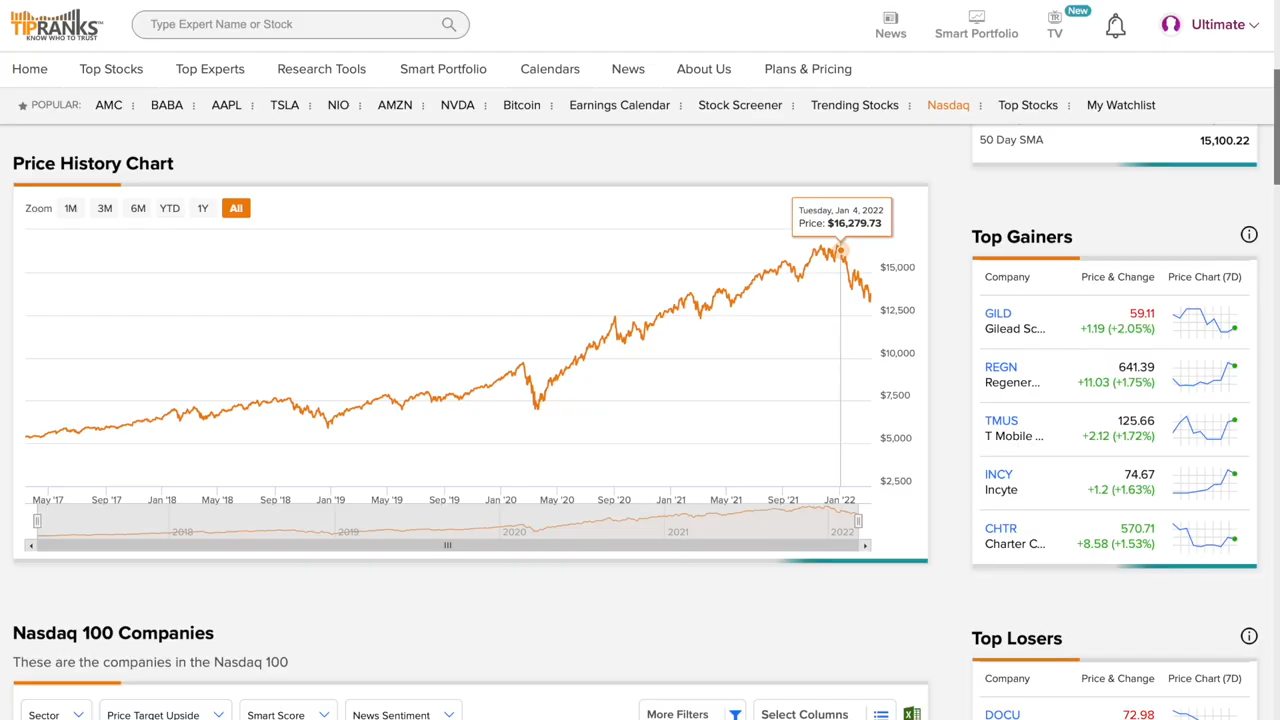 TIPRANKS
KNOW WHO TO TRUST
Type Expert Name or Stock
News
Smart Portfolio
TR
TV
New
Ultimate
Home Top Stocks Top Experts Research Tools Smart Portfolio Calendars News About Us Plans & Pricing
POPULAR: AMC BABA AAPL TSLA NIO AMZN NVDA Bitcoin Earnings Calendar Stock Screener Trending Stocks Nasdaq Top Stocks My Watchlist
50 Day SMA 15,100.22
Price History Chart
Zoom 1M 3M 6M YTD 1Y All
Tuesday, Jan 4, 2022
Price: $16,279.73
$15,000
$12,500
$10,000
$7,500
$5,000
$2,500
May '17 Sep '17 Jan '18 May '18 Sep '18 Jan '19 May '19 Sep '19 Jan '20 May '20 Sep '20 Jan '21 May '21 Sep '21 Jan '22
2018 2019 2020 2021 2022
Top Gainers
Company Price & Change Price Chart (7D)
GILD 59.11
Gilead Sc... +1.19 (+2.05%)
REGN 641.39
Regener... +11.03 (+1.75%)
TMUS 125.66
T Mobile ... +2.12 (+1.72%)
INCY 74.67
Incyte +1.2 (+1.63%)
CHTR 570.71
Charter C... +8.58 (+1.53%)
Nasdaq 100 Companies
These are the companies in the Nasdaq 100
Sector Price Target Upside Smart Score News Sentiment More Filters Select Columns
Top Losers
Company Price & Change Price Chart (7D)
DOCU 72.98